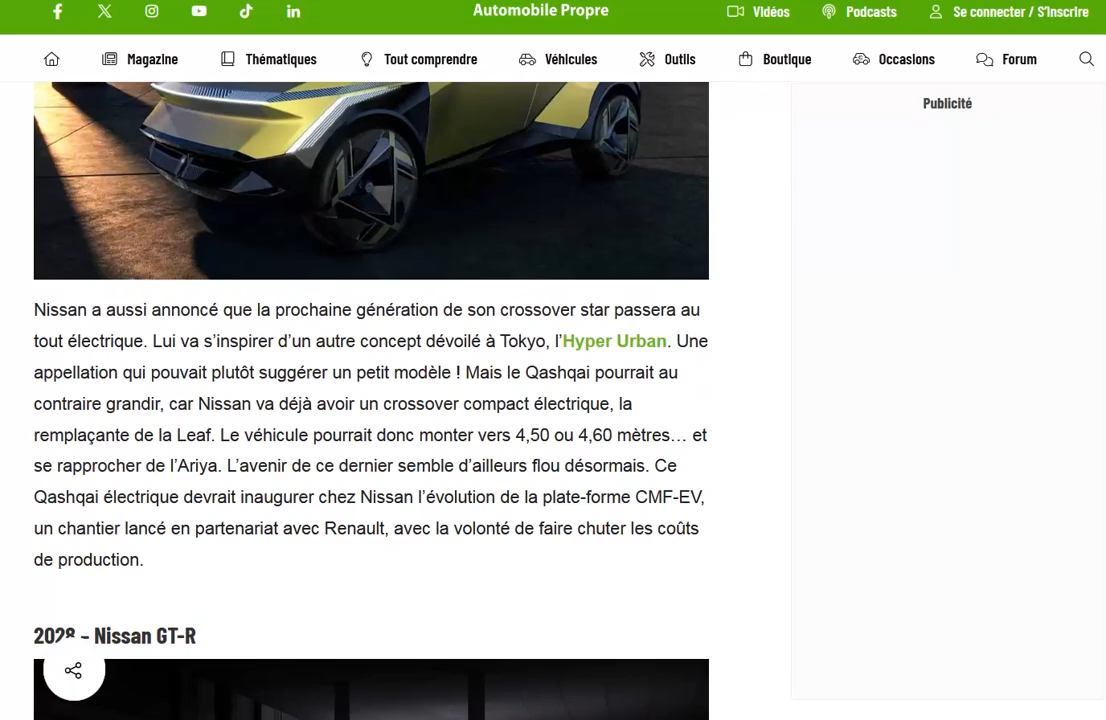 Automobile Propre
Vidéos
Podcasts
Se connecter / S'inscrire
Magazine
Thématiques
Tout comprendre
Véhicules
Outils
Boutique
Occasions
Forum
Publicité
Nissan a aussi annoncé que la prochaine génération de son crossover star passera au
tout électrique. Lui va s’inspirer d’un autre concept dévoilé à Tokyo, l’Hyper Urban. Une
appellation qui pouvait plutôt suggérer un petit modèle ! Mais le Qashqai pourrait au
contraire grandir, car Nissan va déjà avoir un crossover compact électrique, la
remplaçante de la Leaf. Le véhicule pourrait donc monter vers 4,50 ou 4,60 mètres… et
se rapprocher de l’Ariya. L’avenir de ce dernier semble d’ailleurs flou désormais. Ce
Qashqai électrique devrait inaugurer chez Nissan l’évolution de la plate-forme CMF-EV,
un chantier lancé en partenariat avec Renault, avec la volonté de faire chuter les coûts
de production.
2028 - Nissan GT-R